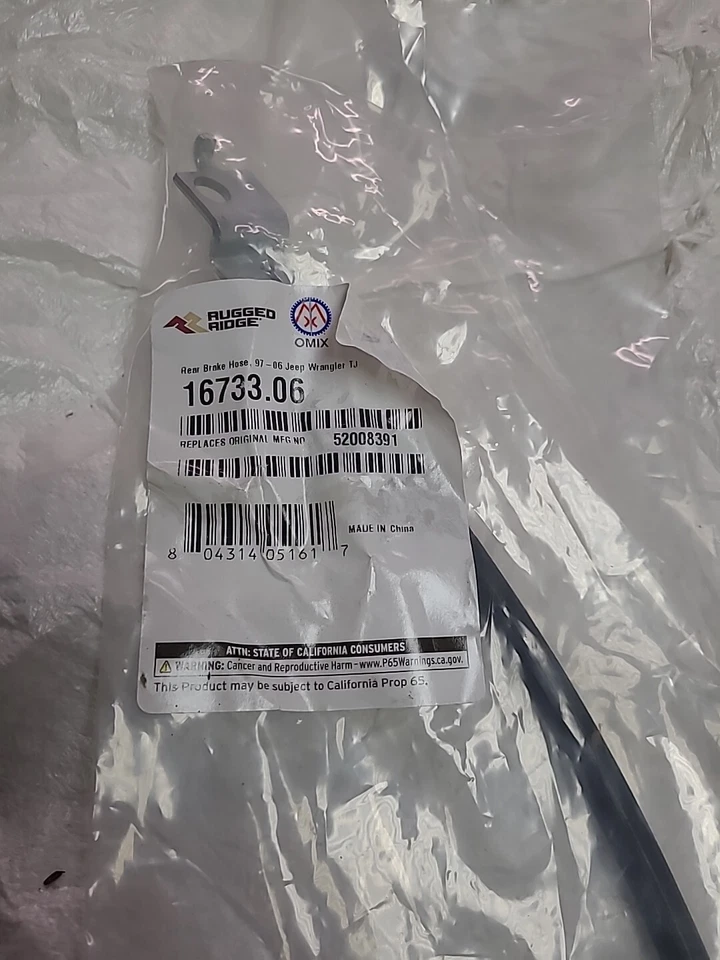 RUGGED
RIDGE
OMIX
Rear Brake Hose, 97-06 Jeep Wrangler TJ
16733.06
REPLACES ORIGINAL MFG NO 52008391
MADE IN China
8 04314 05161 7
ATTN: STATE OF CALIFORNIA CONSUMERS
WARNING: Cancer and Reproductive Harm-www.P65Warnings.ca.gov.
This Product may be subject to California Prop 65.